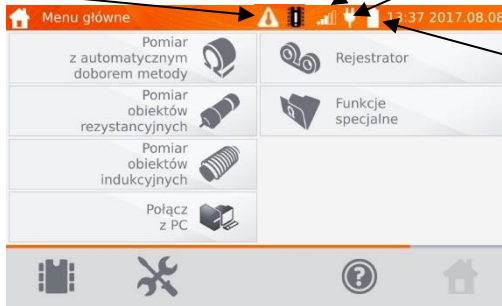 Menu główne
13:37 2017.08.08
Pomiar
z automatycznym
doborem metody
Rejestrator
Pomiar
obiektów
rezystancyjnych
Funkcje
specjalne
Pomiar
obiektów
indukcyjnych
Połącz
z PC